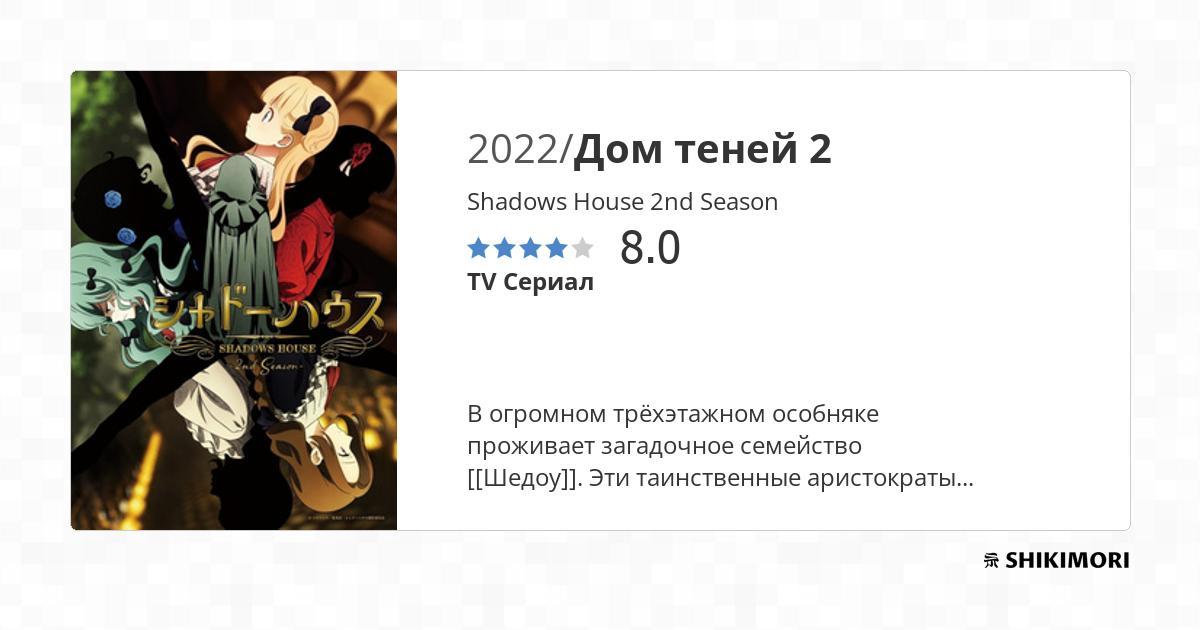 2022/Дом теней 2
Shadows House 2nd Season
8.0
TV Сериал
シャドーハウス
SHADOWS HOUSE
2nd Season
В огромном трёхэтажном особняке
проживает загадочное семейство
[[Шедоу]]. Эти таинственные аристократы...
SHIKIMORI